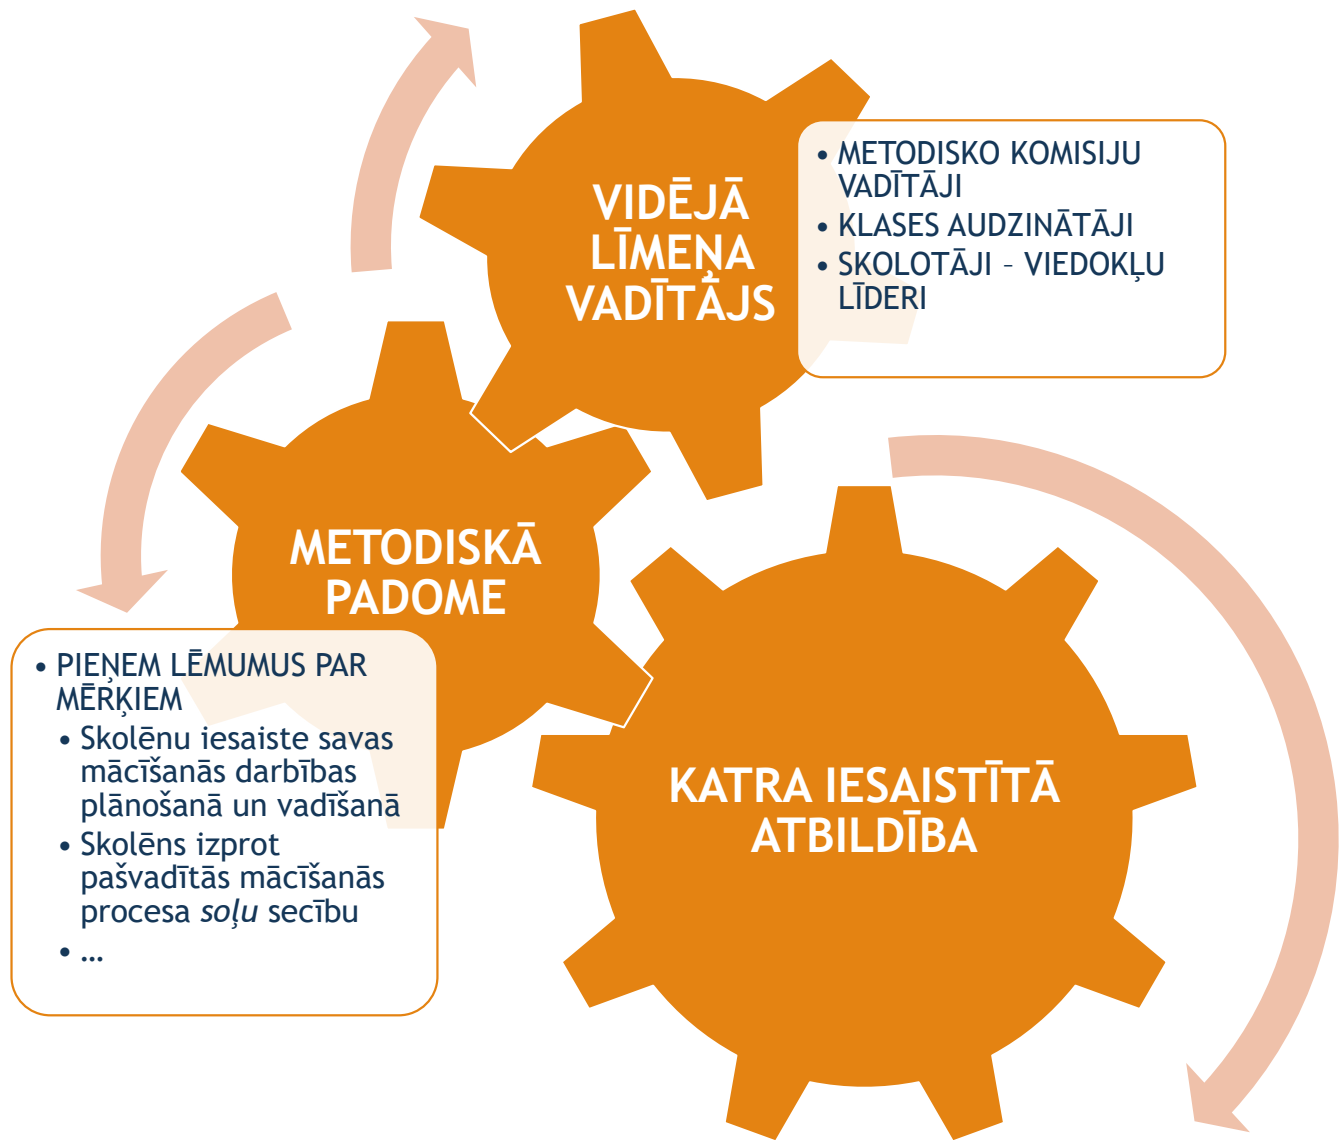 VIDĒJĀ
LĪMEŅA
VADĪTĀJS
• METODISKO KOMISIJU
VADĪTĀJI
• KLASES AUDZINĀTĀJI
• SKOLOTĀJI – VIEDOKĻU
LĪDERI
METODISKĀ
PADOME
• PIEŅEM LĒMUMUS PAR
MĒRĶIEM
• Skolēnu iesaiste savas
mācīšanās darbības
plānošanā un vadīšanā
• Skolēns izprot
pašvadītās mācīšanās
procesa soļu secību
• …
KATRA IESAISTĪTĀ
ATBILDĪBA